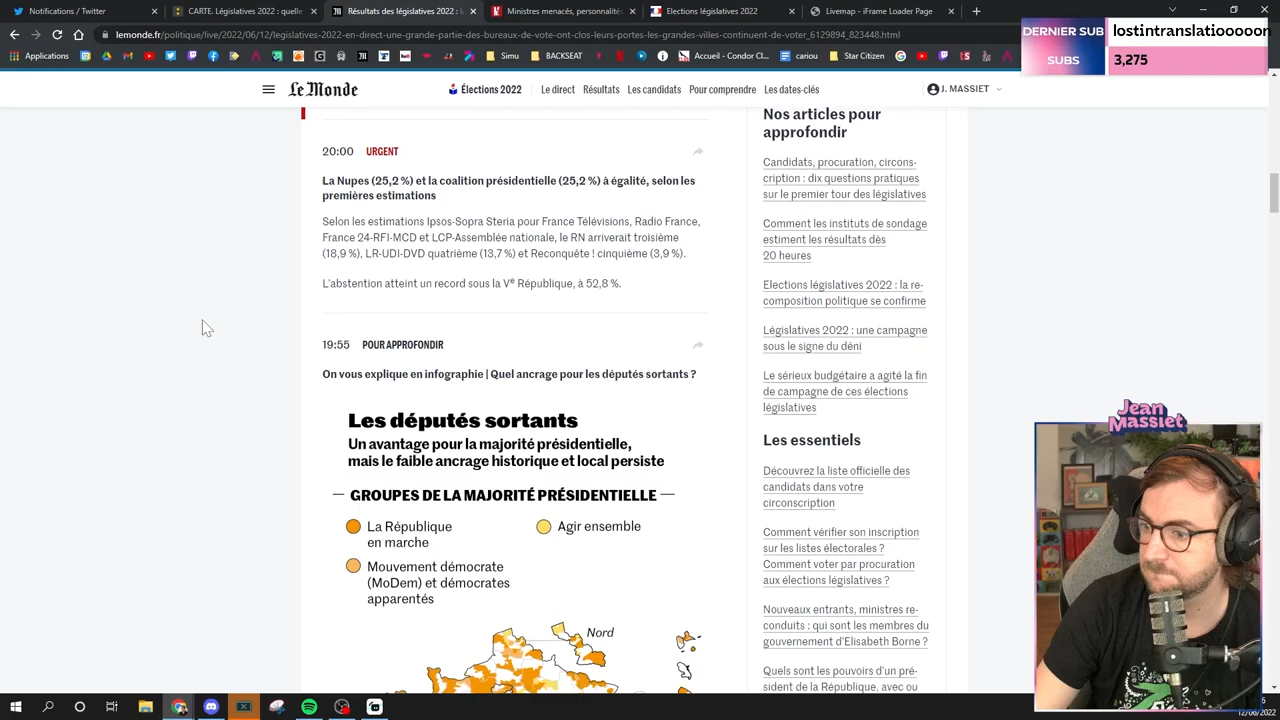 Notifications / Twitter
CARTE. Législatives 2022 : quelle
Résultats des législatives 2022 :
Ministres menacés, personnalités
Elections législatives 2022
Livemap - iFrame Loader Page
lemonde.fr/politique/live/2022/06/12/legislatives-2022-en-direct-une-grande-partie-des-bureaux-de-vote-ont-clos-leurs-portes-les-grandes-villes-continuent-de-voter_6129894_823448.html
Applications
Simu
BACKSEAT
Accueil - Condor Cl...
cariou
Star Citizen
DERNIER SUB
lostintranslatiooooon
SUBS
3,275
Le Monde
Élections 2022
Le direct
Résultats
Les candidats
Pour comprendre
Les dates-clés
J. MASSIET
20:00 URGENT
La Nupes (25,2 %) et la coalition présidentielle (25,2 %) à égalité, selon les
premières estimations
Selon les estimations Ipsos-Sopra Steria pour France Télévisions, Radio France,
France 24-RFI-MCD et LCP-Assemblée nationale, le RN arriverait troisième
(18,9 %), LR-UDI-DVD quatrième (13,7 %) et Reconquête ! cinquième (3,9 %).
L'abstention atteint un record sous la Ve République, à 52,8 %.
19:55 POUR APPROFONDIR
On vous explique en infographie | Quel ancrage pour les députés sortants ?
Les députés sortants
Un avantage pour la majorité présidentielle,
mais le faible ancrage historique et local persiste
GROUPES DE LA MAJORITÉ PRÉSIDENTIELLE
La République
en marche
Agir ensemble
Mouvement démocrate
(MoDem) et démocrates
apparentés
Nord
Nos articles pour
approfondir
Candidats, procuration, circons-
cription : dix questions pratiques
sur le premier tour des législatives
Comment les instituts de sondage
estiment les résultats dès
20 heures
Elections législatives 2022 : la re-
composition politique se confirme
Législatives 2022 : une campagne
sous le signe du déni
Le sérieux budgétaire a agité la fin
de campagne de ces élections
législatives
Les essentiels
Découvrez la liste officielle des
candidats dans votre
circonscription
Comment vérifier son inscription
sur les listes électorales ?
Comment voter par procuration
aux élections législatives ?
Nouveaux entrants, ministres re-
conduits : qui sont les membres du
gouvernement d'Elisabeth Borne ?
Quels sont les pouvoirs d'un pré-
sident de la République, avec ou
Jean
Massiet
12/06/2022